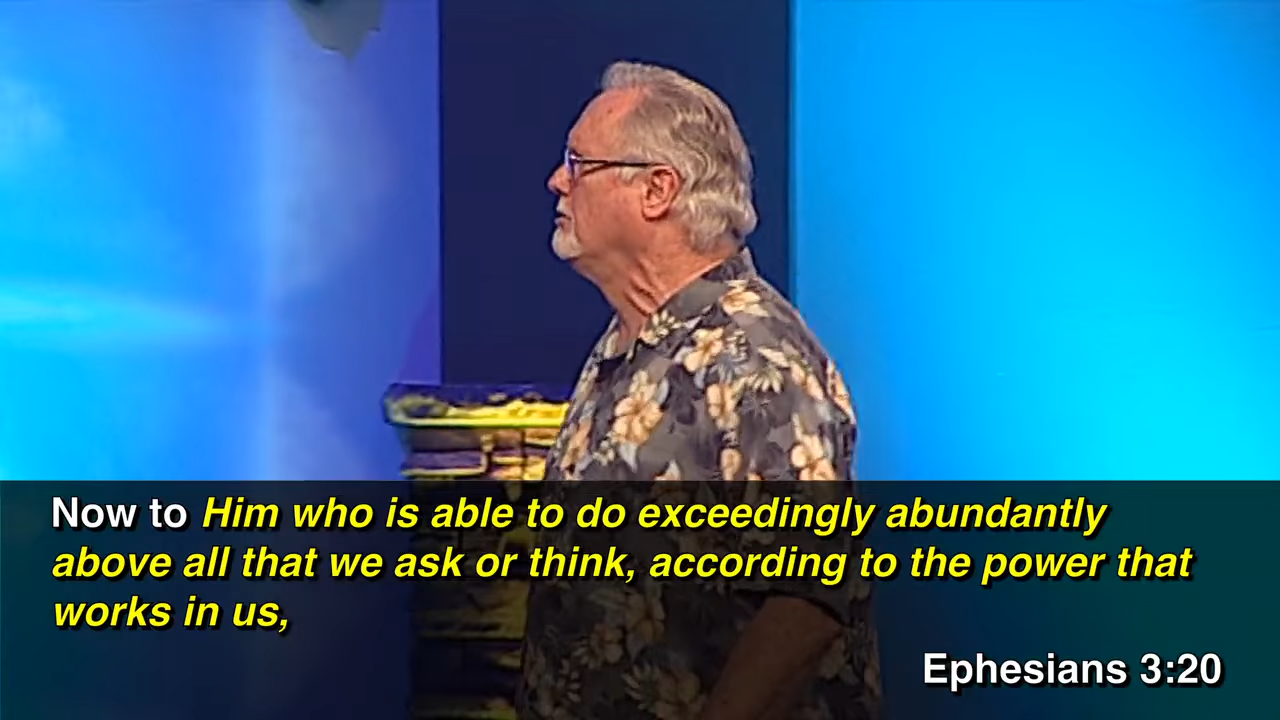 Now to Him who is able to do exceedingly abundantly
above all that we ask or think, according to the power that
works in us,
Ephesians 3:20